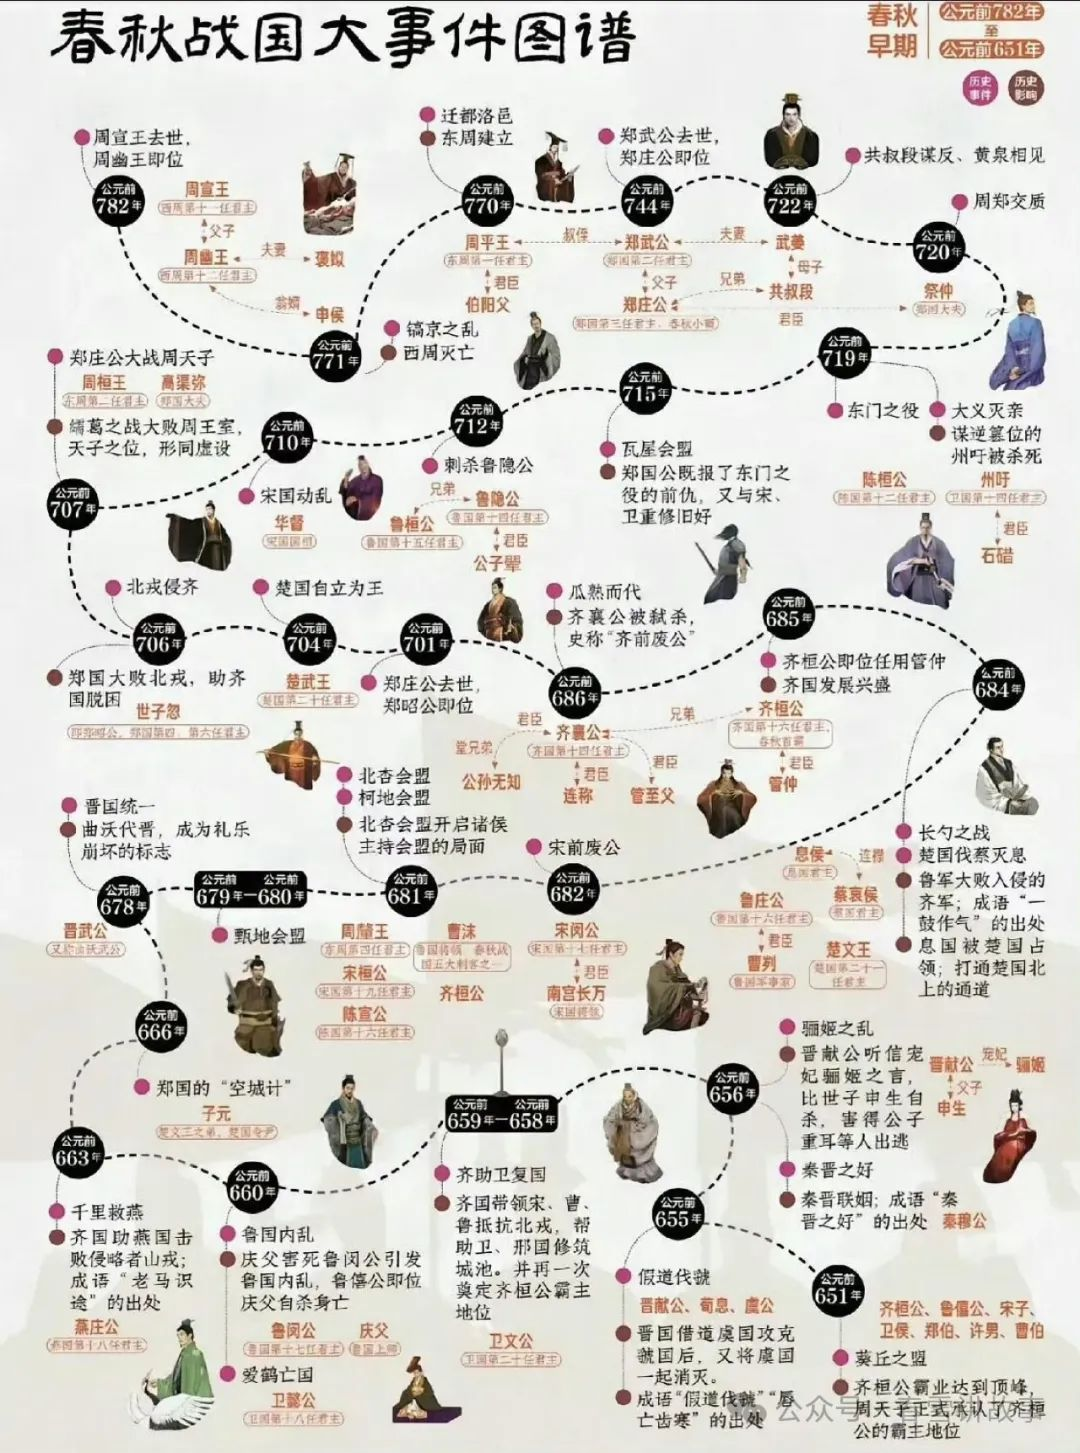 春秋战国大事件图谱
春秋
早期
公元前782年
至
公元前651年
历史
事件
历史
影响
周宣王去世，
周幽王即位
公元前
782年
周宣王
西周第十一任君主
父子
周幽王
西周第十二任君主
夫妻
褒姒
翁婿
申侯
公元前
771年
镐京之乱
西周灭亡
迁都洛邑
东周建立
公元前
770年
周平王
东周第一任君主
君臣
伯阳父
叔侄
郑武公去世，
郑庄公即位
公元前
744年
郑武公
郑国第二任君主
父子
郑庄公
郑国第三任君主、春秋小霸
夫妻
武姜
母子
兄弟
共叔段
公元前
722年
共叔段谋反、黄泉相见
周郑交质
公元前
720年
君臣
祭仲
郑国大夫
公元前
719年
东门之役
大义灭亲
谋逆篡位的
州吁被杀死
陈桓公
陈国第十二任君主
州吁
卫国第十四任君主
君臣
石碏
公元前
715年
瓦屋会盟
郑国公既报了东门之
役的前仇，又与宋、
卫重修旧好
公元前
712年
刺杀鲁隐公
兄弟
鲁隐公
鲁国第十四任君主
鲁桓公
鲁国第十五任君主
君臣
公子翚
公元前
710年
宋国动乱
华督
宋国国相
郑庄公大战周天子
周桓王
东周第二任君主
高渠弥
郑国大夫
繻葛之战大败周王室，
天子之位，形同虚设
公元前
707年
北戎侵齐
公元前
706年
郑国大败北戎，助齐
国脱困
世子忽
即郑昭公，郑国第四、第六任君主
楚国自立为王
公元前
704年
楚武王
楚国第二十任君主
公元前
701年
郑庄公去世，
郑昭公即位
瓜熟而代
齐襄公被弑杀，
史称“齐前废公”
公元前
686年
君臣
齐襄公
齐国第十四任君主
兄弟
堂兄弟
公孙无知
君臣
连称
君臣
管至父
公元前
685年
齐桓公即位任用管仲
齐国发展兴盛
齐桓公
齐国第十六任君主、
春秋首霸
君臣
管仲
公元前
684年
长勺之战
楚国伐蔡灭息
鲁军大败入侵的
齐军；成语“一
鼓作气”的出处
息国被楚国占
领；打通楚国北
上的通道
息侯
息国君主
连襟
蔡哀侯
蔡国君主
鲁庄公
鲁国第十六任君主
君臣
曹刿
鲁国军事家
楚文王
楚国第二十一
任君主
宋前废公
公元前
682年
宋闵公
宋国第十七任君主
君臣
南宫长万
宋国将领
北杏会盟
柯地会盟
北杏会盟开启诸侯
主持会盟的局面
公元前
681年
周釐王
东周第四任君主
曹沫
鲁国将领、春秋战
国五大刺客之一
宋桓公
宋国第十九任君主
齐桓公
陈宣公
陈国第十六任君主
公元前 公元前
679年—680年
甄地会盟
晋国统一
曲沃代晋，成为礼乐
崩坏的标志
公元前
678年
晋武公
又称曲沃武公
公元前
666年
郑国的“空城计”
子元
楚文王之弟，楚国令尹
公元前
663年
千里救燕
齐国助燕国击
败侵略者山戎；
成语“老马识
途”的出处
燕庄公
燕国第十八任君主
公元前
660年
鲁国内乱
庆父害死鲁闵公引发
鲁国内乱，鲁僖公即位
庆父自杀身亡
鲁闵公
鲁国第十七任君主
庆父
鲁国上卿
爱鹤亡国
卫懿公
卫国第十八任君主
公元前 公元前
659年—658年
齐助卫复国
齐国带领宋、曹、
鲁抵抗北戎，帮
助卫、邢国修筑
城池。并再一次
奠定齐桓公霸主
地位
卫文公
卫国第二十任君主
公元前
656年
骊姬之乱
晋献公听信宠
妃骊姬之言，
比世子申生自
杀，害得公子
重耳等人出逃
晋献公
宠妃
骊姬
父子
申生
秦晋之好
秦晋联姻；成语“秦
晋之好”的出处
秦穆公
公元前
655年
假道伐虢
晋献公、荀息、虞公
晋国借道虞国攻克
虢国后，又将虞国
一起消灭。
成语“假道伐虢”“唇
亡齿寒”的出处
公元前
651年
齐桓公、鲁僖公、宋子、
卫侯、郑伯、许男、曹伯
葵丘之盟
齐桓公霸业达到顶峰，
周天子正式承认了齐桓
公的霸主地位
公众号